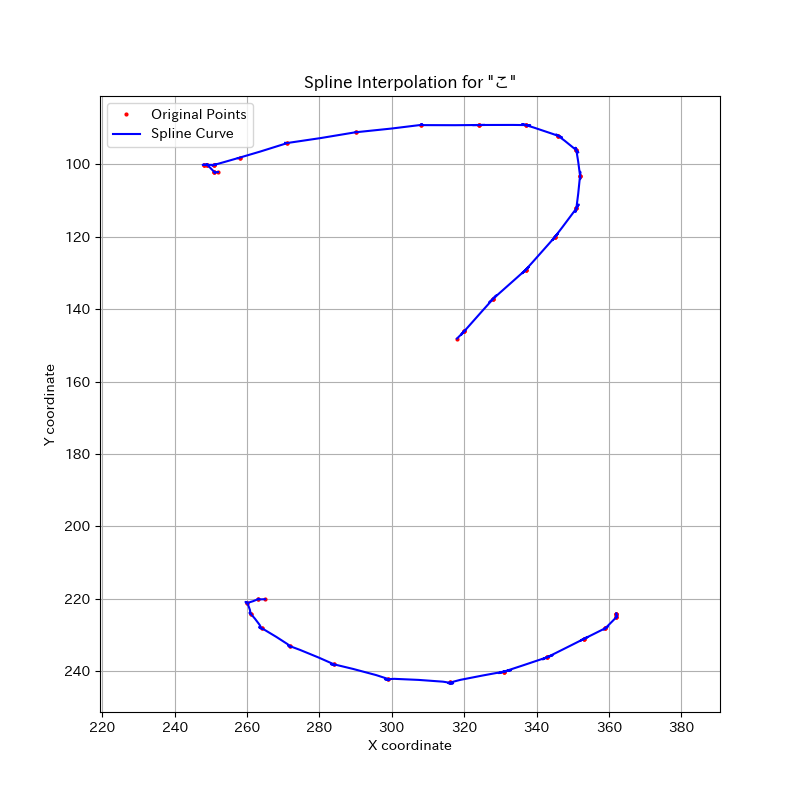 Spline Interpolation for "こ"
Original Points
Spline Curve
100
120
140
160
180
200
220
240
Y coordinate
220 240 260 280 300 320 340 360 380
X coordinate